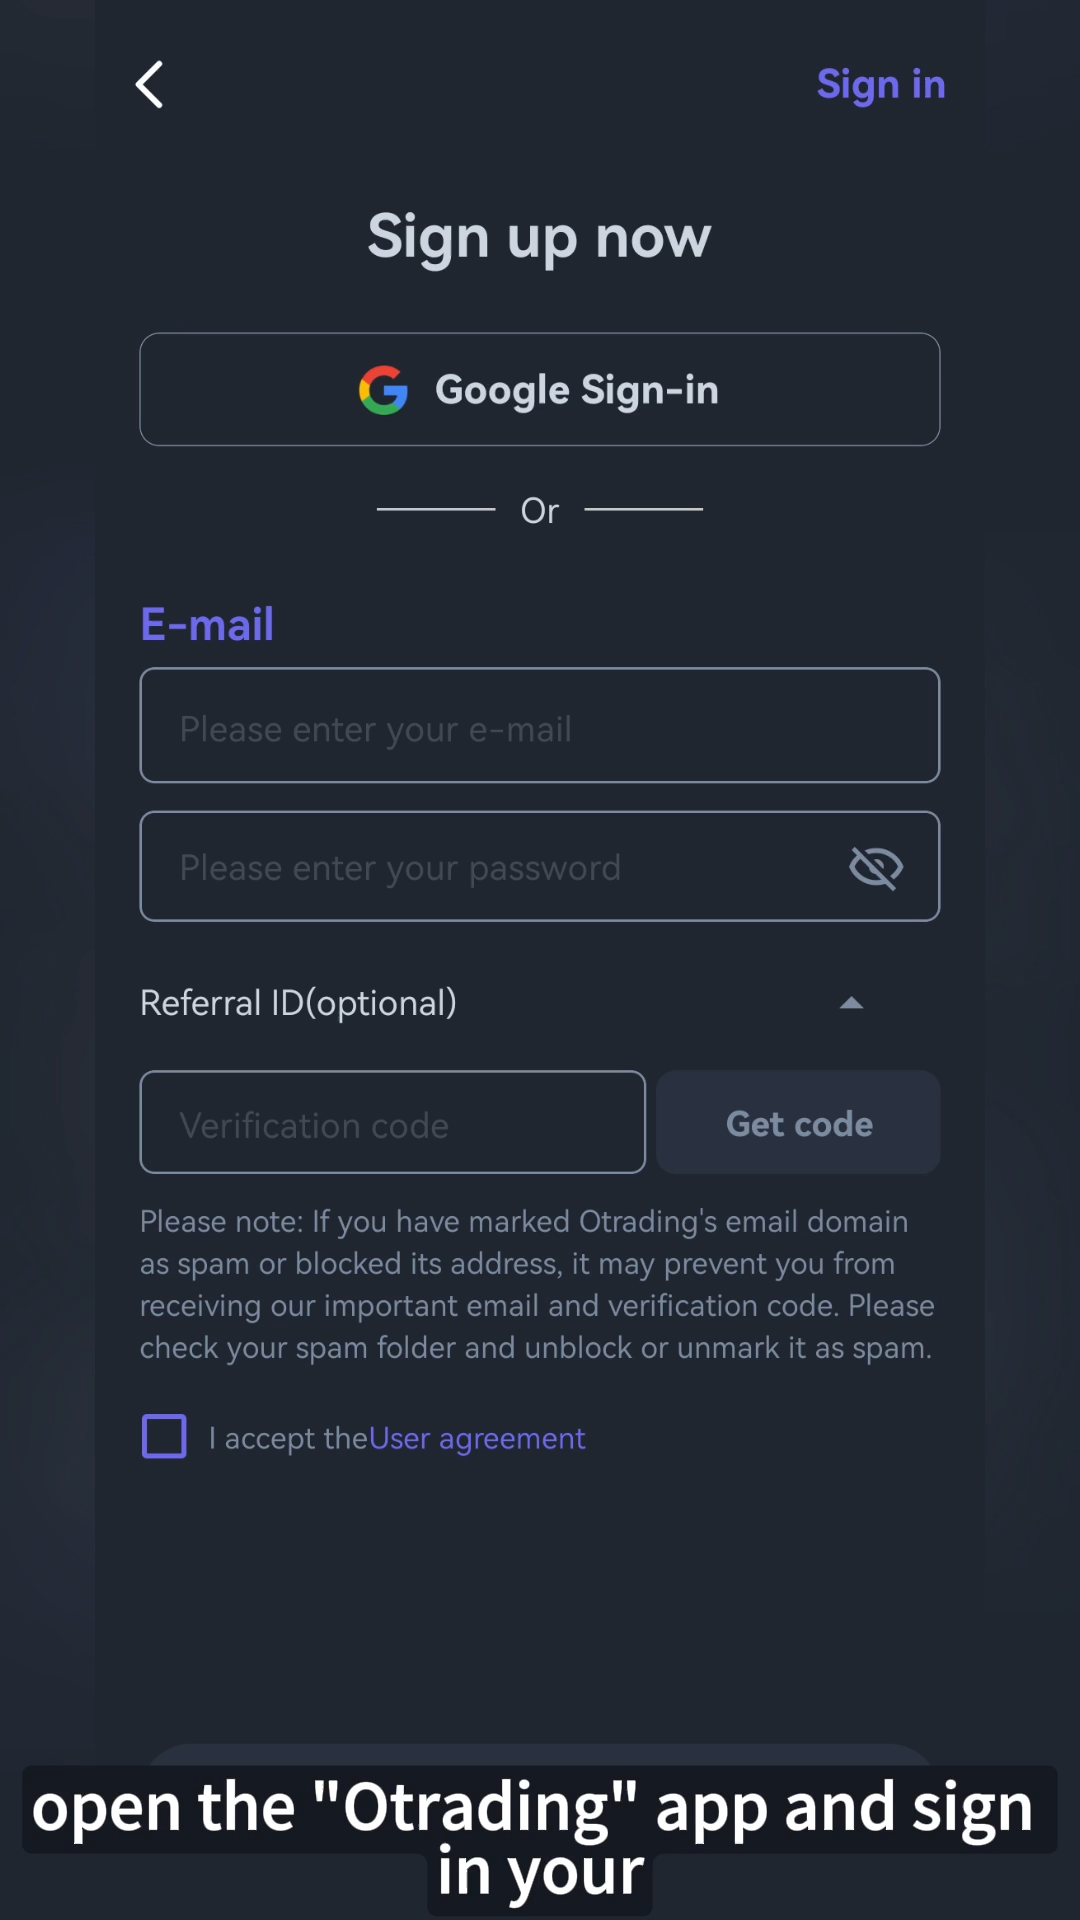 Sign in
Sign up now
Google Sign-in
Or
E-mail
Please enter your e-mail
Please enter your password
Referral ID(optional)
Verification code
Get code
Please note: If you have marked Otrading's email domain
as spam or blocked its address, it may prevent you from
receiving our important email and verification code. Please
check your spam folder and unblock or unmark it as spam.
I accept theUser agreement
open the "Otrading" app and sign
in your